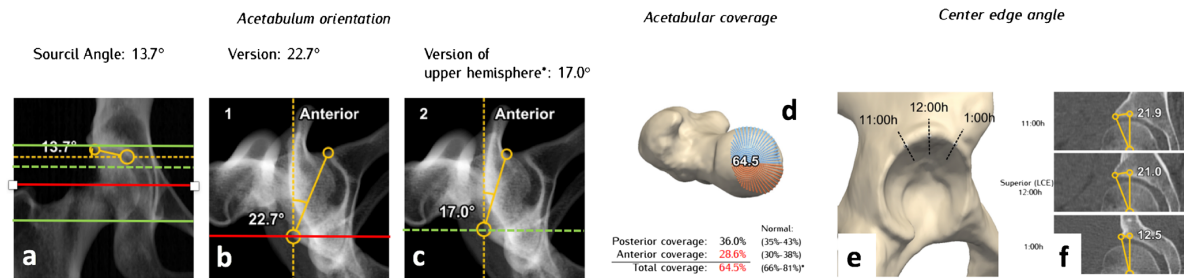 Acetabulum orientation
Acetabular coverage
Center edge angle
Sourcil Angle: 13.7°
Version: 22.7°
Version of
upper hemisphere*: 17.0°
13.7°
a
1
Anterior
22.7°
b
2
Anterior
17.0°
c
d
64.5
Normal:
Posterior coverage: 36.0% (35%-43%)
Anterior coverage: 28.6% (30%-38%)
Total coverage: 64.5% (66%-81%)*
12:00h
11:00h
1:00h
e
11:00h
21.9
Superior (LCE)
12:00h
21.0
1:00h
12.5
f